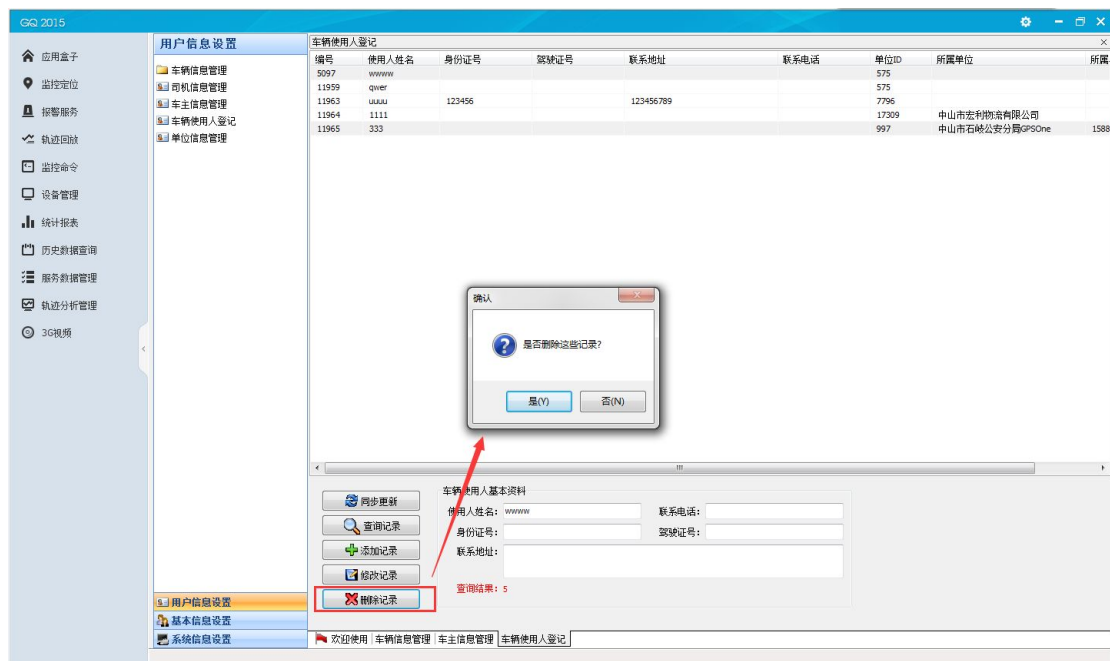 GQ 2015
应用盒子
监控定位
报警服务
轨迹回放
监控命令
设备管理
统计报表
历史数据查询
服务数据管理
轨迹分析管理
3G视频
用户信息设置
车辆信息管理
司机信息管理
车主信息管理
车辆使用人登记
单位信息管理
用户信息设置
基本信息设置
系统信息设置
车辆使用人登记
编号 使用人姓名 身份证号 驾驶证号 联系地址 联系电话 单位ID 所属单位 所属
5097 wwww 575
11959 qwer 575
11963 uuuu 123456 123456789 7796
11964 1111 17309 中山市宏利物流有限公司
11965 333 997 中山市石岐公安分局GPSOne 1588
确认
是否删除这些记录?
是(Y) 否(N)
同步更新
查询记录
添加记录
修改记录
删除记录
车辆使用人基本资料
使用人姓名: wwww 联系电话:
身份证号: 驾驶证号:
联系地址:
查询结果: 5
欢迎使用 车辆信息管理 车主信息管理 车辆使用人登记